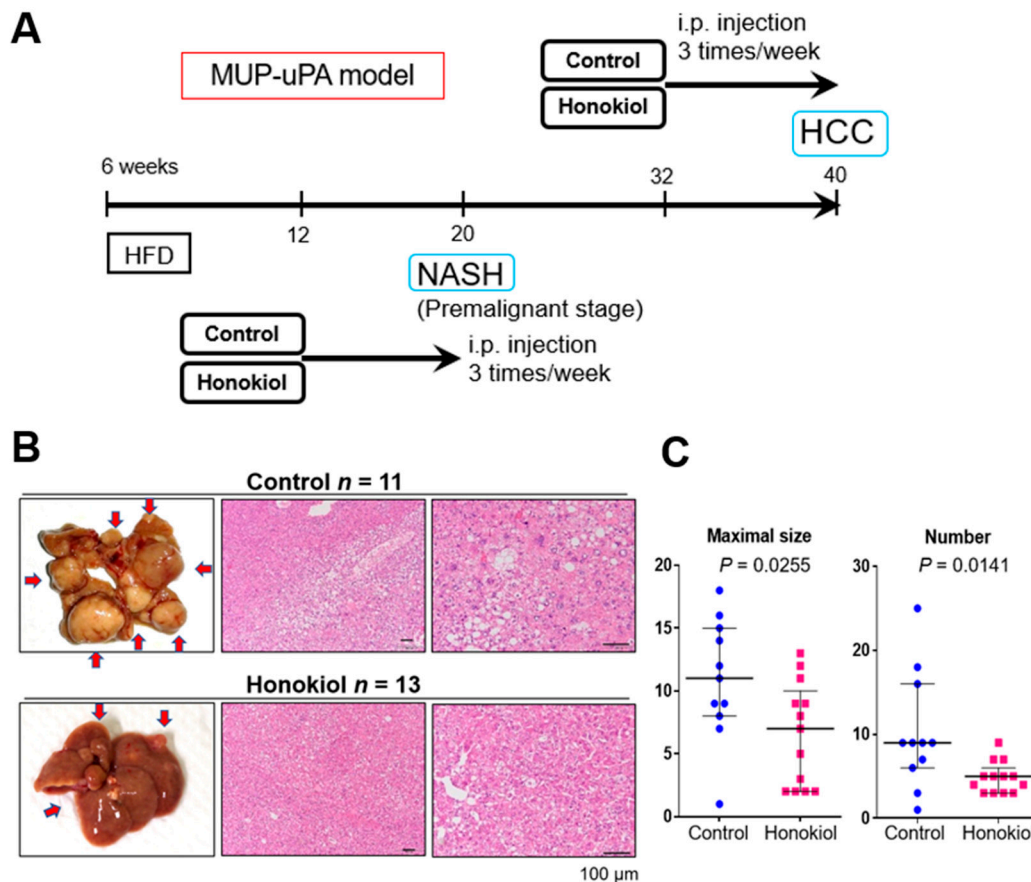 A
MUP-uPA model
Control
Honokiol
i.p. injection
3 times/week
HCC
6 weeks
12
20
32
40
HFD
NASH
(Premalignant stage)
Control
Honokiol
i.p. injection
3 times/week
B
Control n = 11
Honokiol n = 13
100 µm
C
Maximal size
P = 0.0255
20
15
10
5
0
Control
Honokiol
Number
P = 0.0141
30
20
10
0
Control
Honokiol